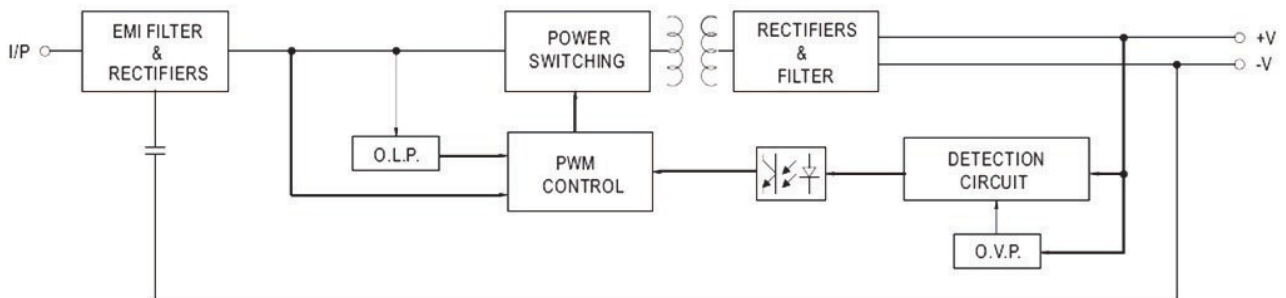 I/P
EMI FILTER
&
RECTIFIERS
POWER
SWITCHING
RECTIFIERS
&
FILTER
+V
-V
O.L.P.
PWM
CONTROL
DETECTION
CIRCUIT
O.V.P.